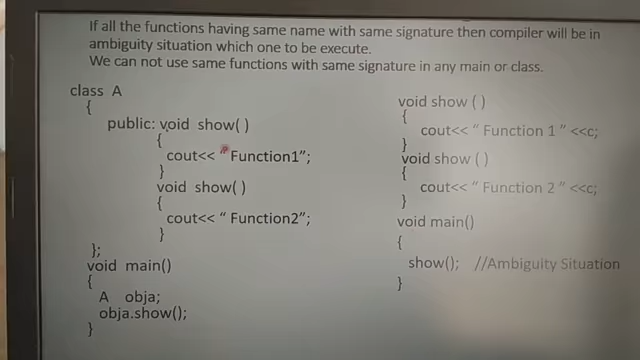 If all the functions having same name with same signature then compiler will be in
ambiguity situation which one to be execute.
We can not use same functions with same signature in any main or class.
class A
{
public: void show( )
{
cout<< " Function1";
}
void show( )
{
cout<< " Function2";
}
};
void main()
{
A obja;
obja.show();
}
void show ( )
{
cout<< " Function 1 " <<c;
}
void show ( )
{
cout<< " Function 2 " <<c;
}
void main()
{
show(); //Ambiguity Situation
}